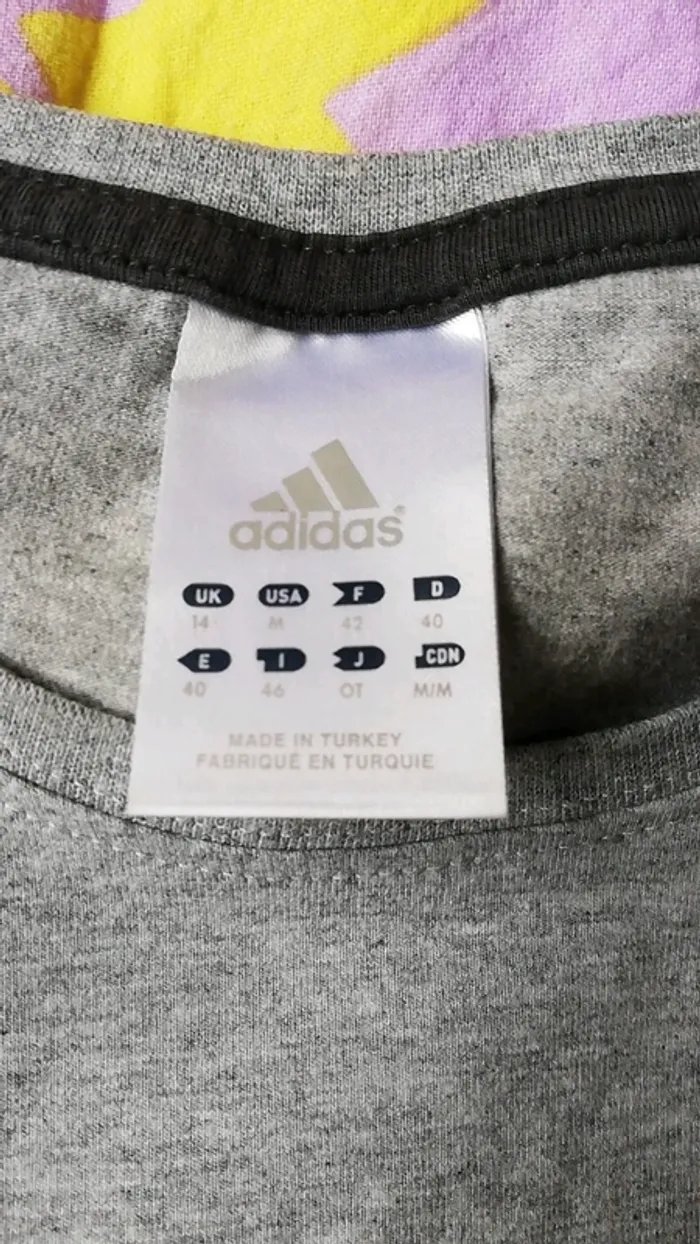 adidas®
UK USA F D
14 M 42 40
E I J CDN
40 46 OT M/M
MADE IN TURKEY
FABRIQUÉ EN TURQUIE